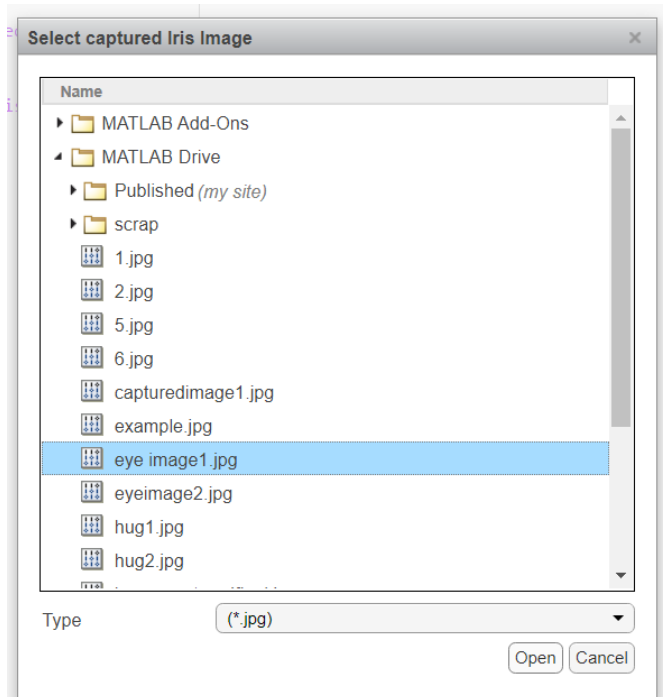 Select captured Iris Image
Name
MATLAB Add-Ons
MATLAB Drive
Published (my site)
scrap
1.jpg
2.jpg
5.jpg
6.jpg
capturedimage1.jpg
example.jpg
eye image1.jpg
eyeimage2.jpg
hug1.jpg
hug2.jpg
Type (*.jpg)
Open Cancel